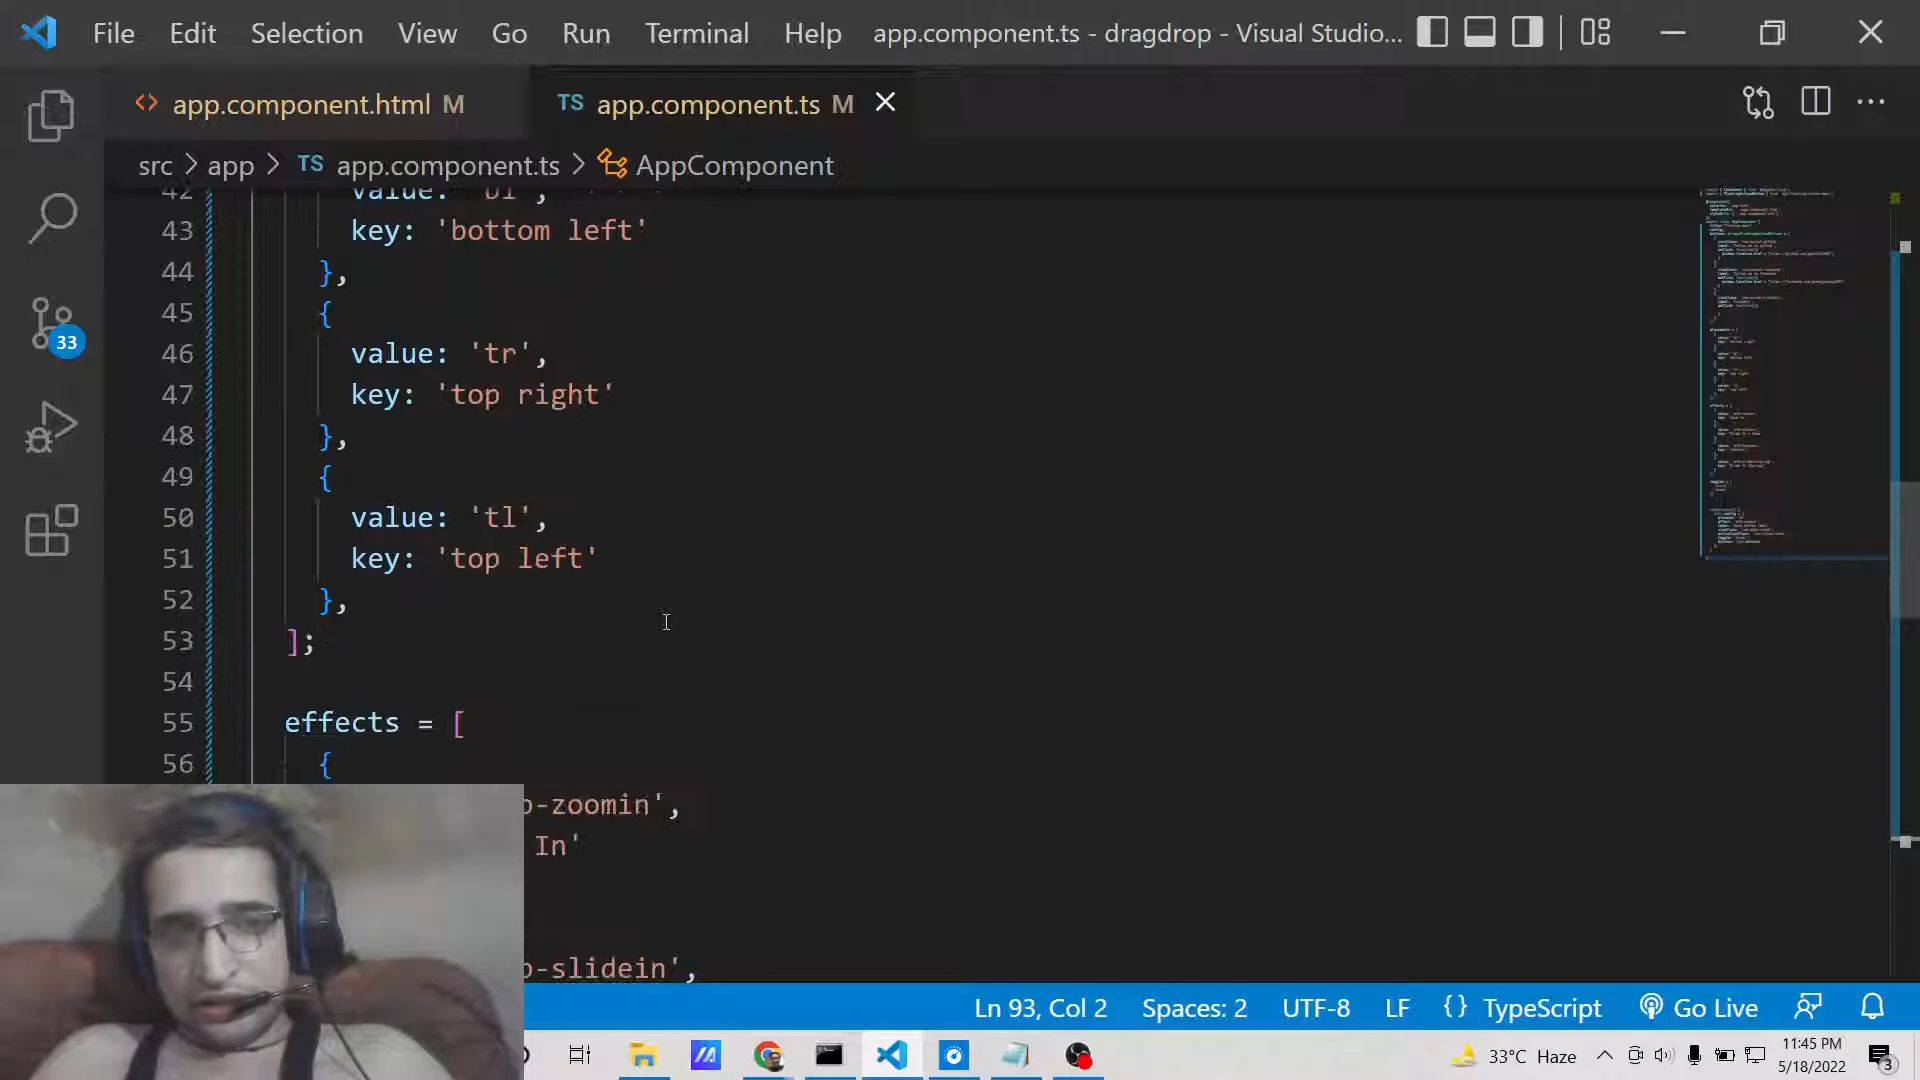 File Edit Selection View Go Run Terminal Help app.component.ts - dragdrop - Visual Studio...
app.component.html M TS app.component.ts M
src > app > TS app.component.ts > AppComponent
42 value: 'bl',
43 key: 'bottom left'
44 },
45 {
46 value: 'tr',
47 key: 'top right'
48 },
49 {
50 value: 'tl',
51 key: 'top left'
52 },
53 ];
54
55 effects = [
56 {
-zoomin',
In'
-slidein',
33
Ln 93, Col 2 Spaces: 2 UTF-8 LF {} TypeScript Go Live
33°C Haze 11:45 PM
5/18/2022
3